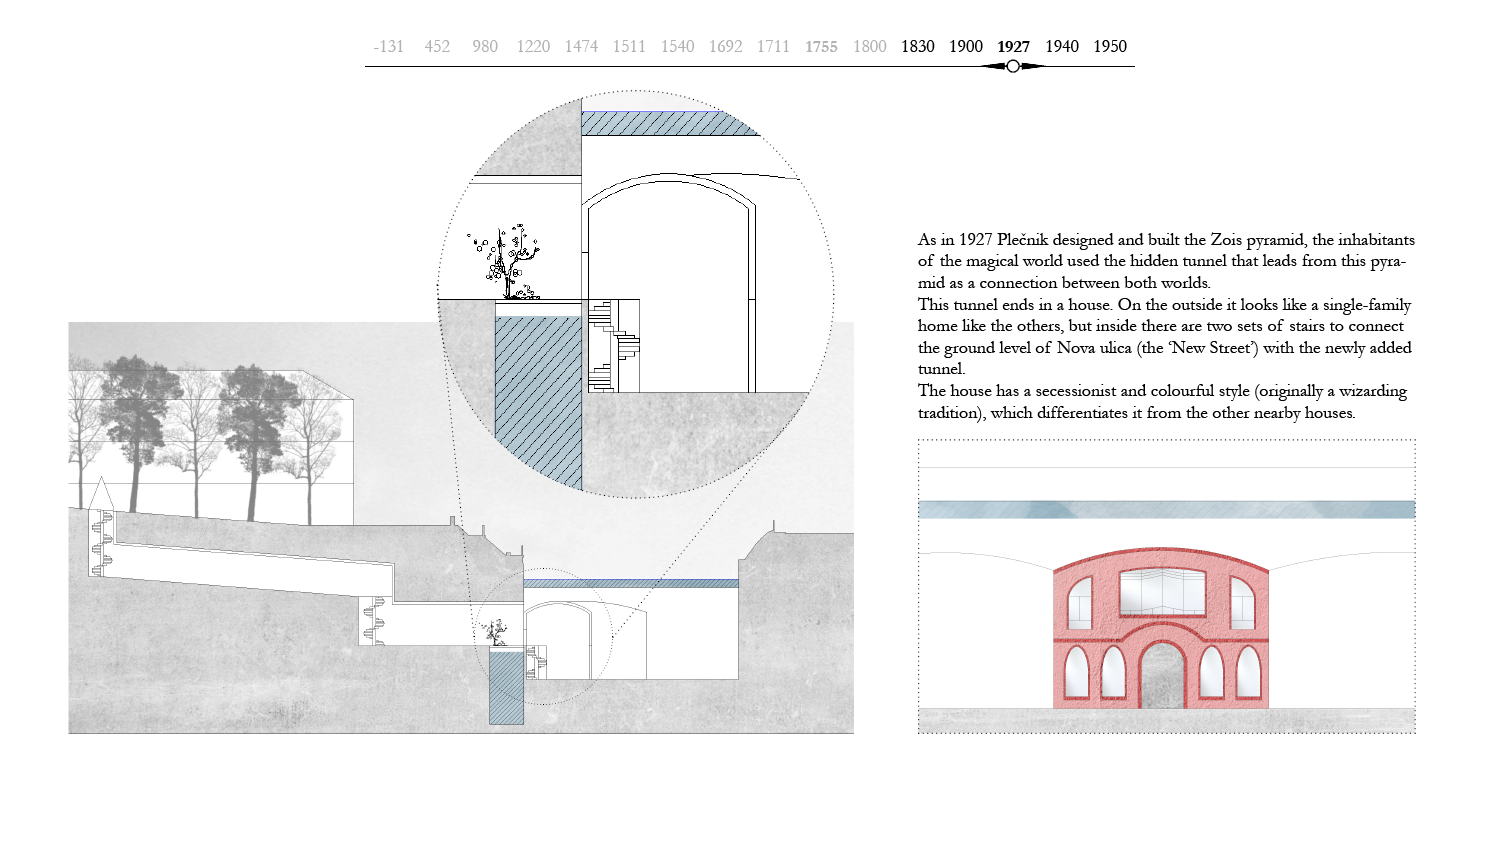 -131 452 980 1220 1474 1511 1540 1692 1711 1755 1800 1830 1900 1927 1940 1950
As in 1927 Plečnik designed and built the Zois pyramid, the inhabitants
of the magical world used the hidden tunnel that leads from this pyra-
mid as a connection between both worlds.
This tunnel ends in a house. On the outside it looks like a single-family
home like the others, but inside there are two sets of stairs to connect
the ground level of Nova ulica (the ‘New Street’) with the newly added
tunnel.
The house has a secessionist and colourful style (originally a wizarding
tradition), which differentiates it from the other nearby houses.